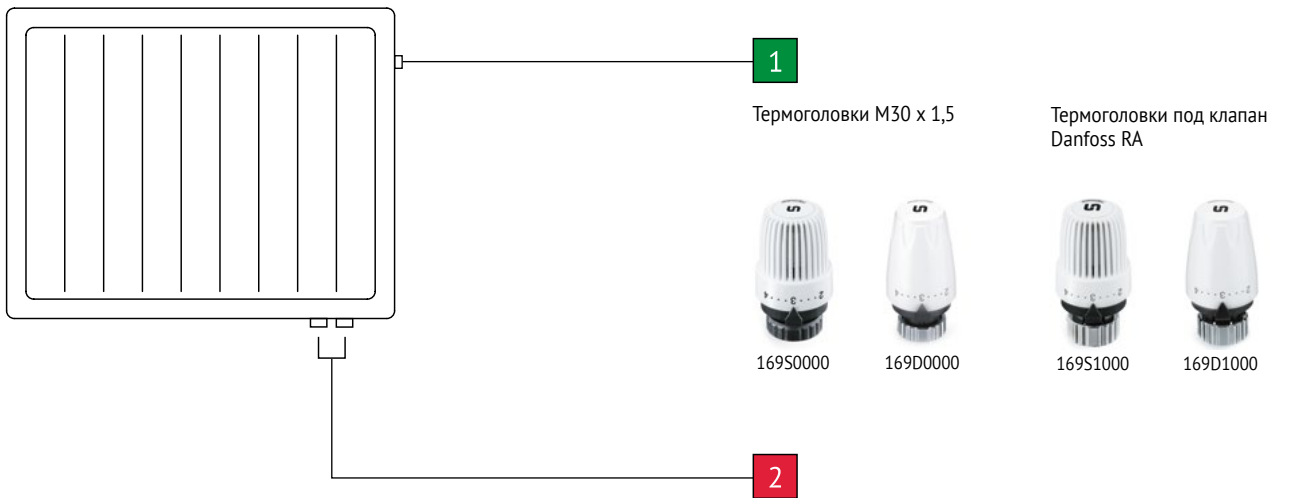 1
Термоголовки M30 x 1,5
Термоголовки под клапан
Danfoss RA
169S0000
169D0000
169S1000
169D1000
2